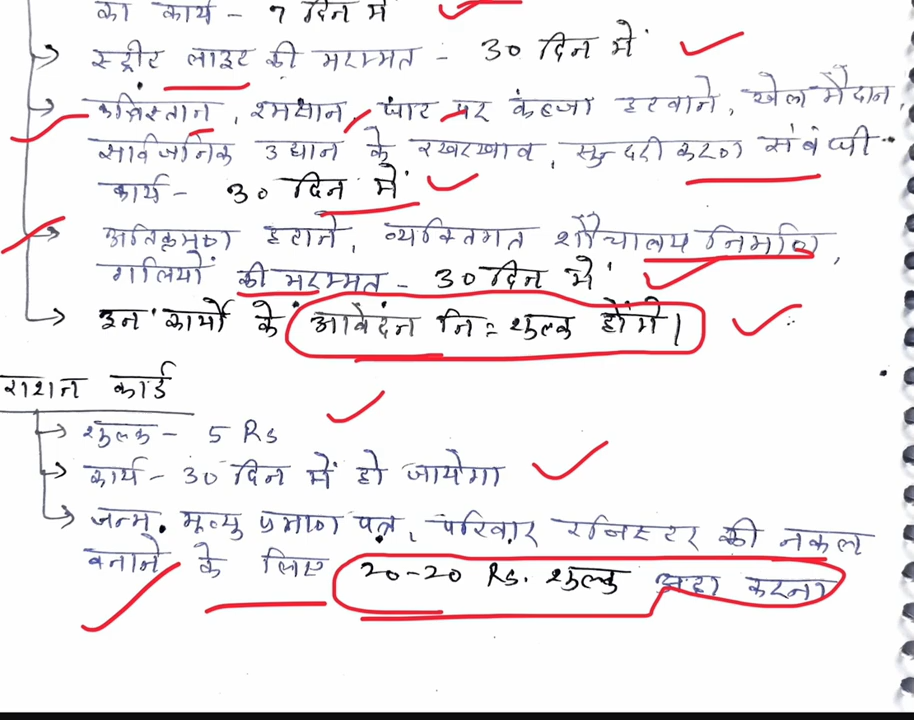 का कार्य - 7 दिन में
स्ट्रीट लाइट की मरम्मत - 30 दिन में
कब्रिस्तान, श्मशान, पार पर कब्जा हटवाने, खेल मैदान,
सार्वजनिक उद्यान के रखरखाव, सुन्दरीकरण संबंधी
कार्य - 30 दिन में
अतिक्रमण हटाने, व्यक्तिगत शौचालय निर्माण,
गलियों की मरम्मत - 30 दिन में
इन कार्यों के आवेदन नि:शुल्क होंगे।
राशन कार्ड
शुल्क - 5 Rs
कार्य - 30 दिन में हो जायेगा
जन्म, मृत्यु प्रमाण पत्र, परिवार रजिस्टर की नकल
बनाने के लिए 20-20 Rs. शुल्क अदा करना